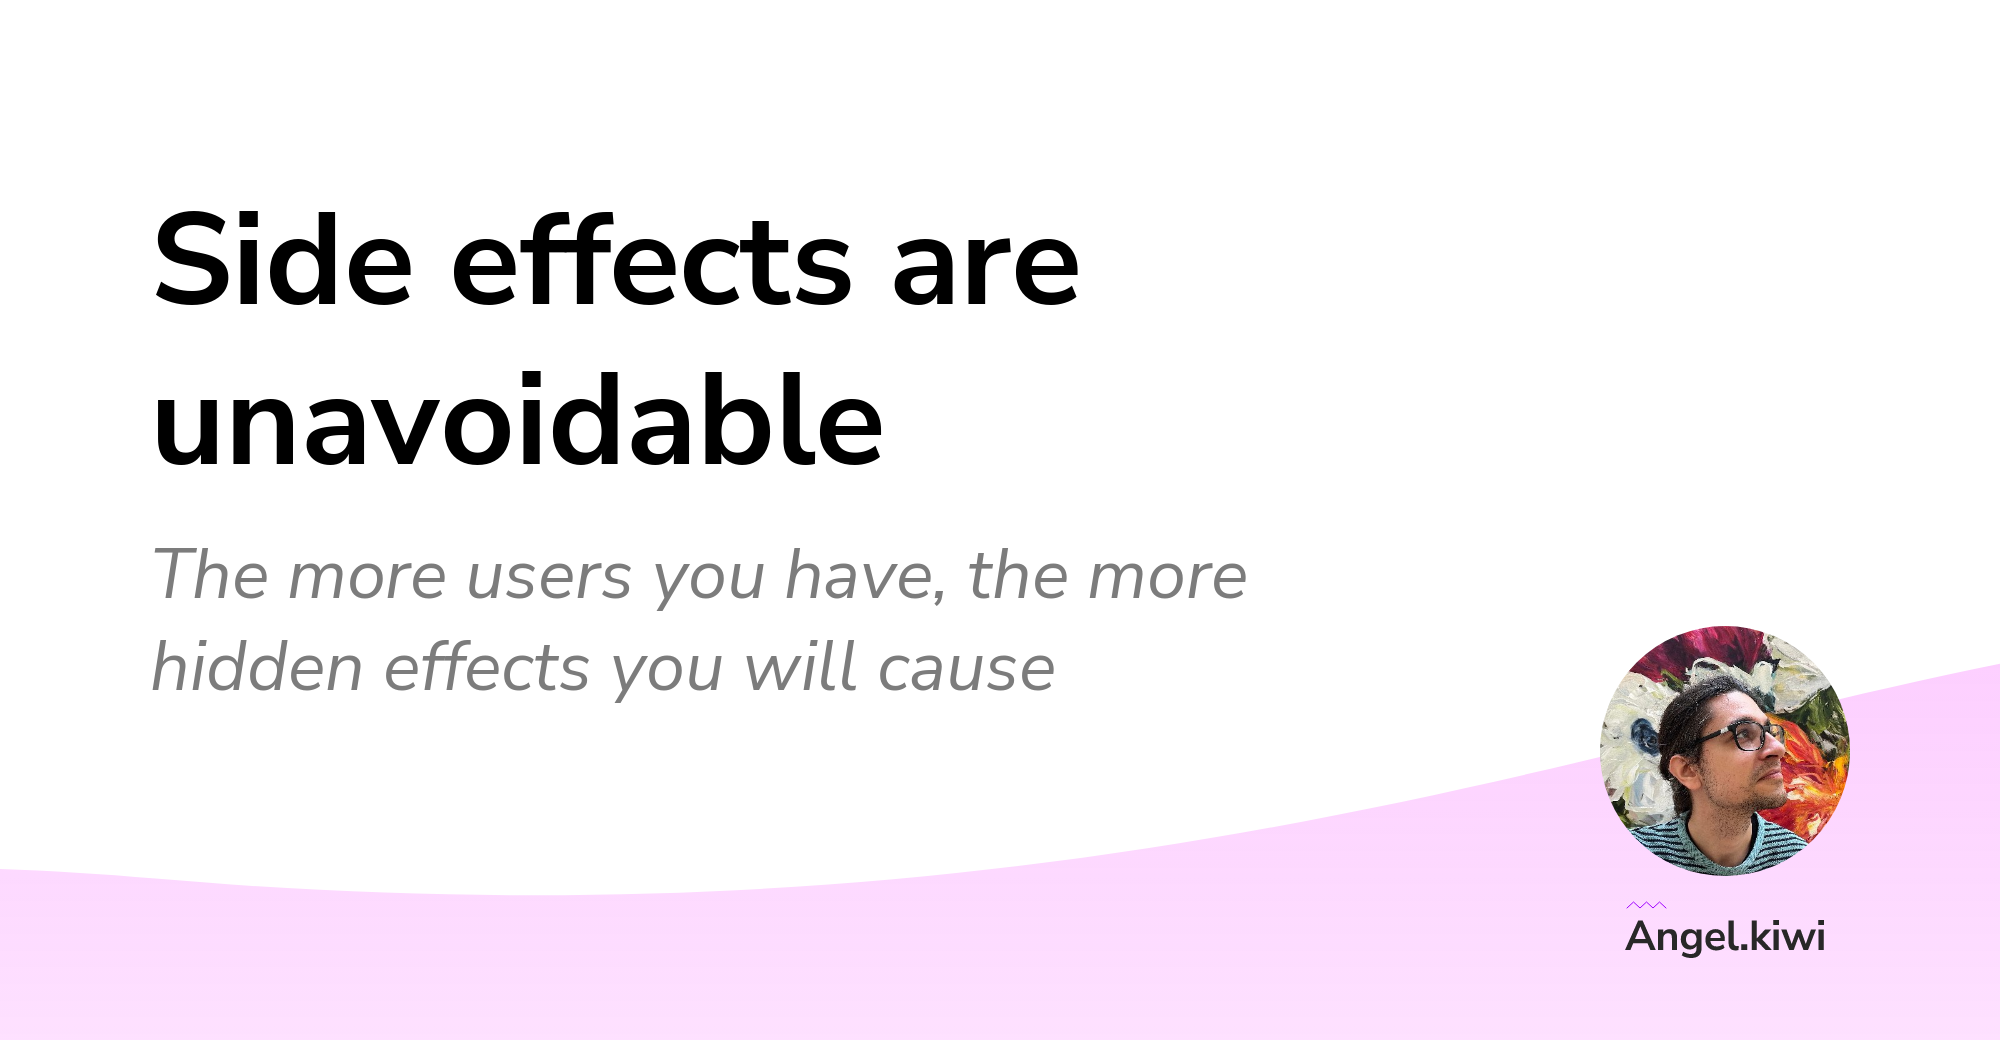 Side effects are
unavoidable
The more users you have, the more
hidden effects you will cause
Angel.kiwi